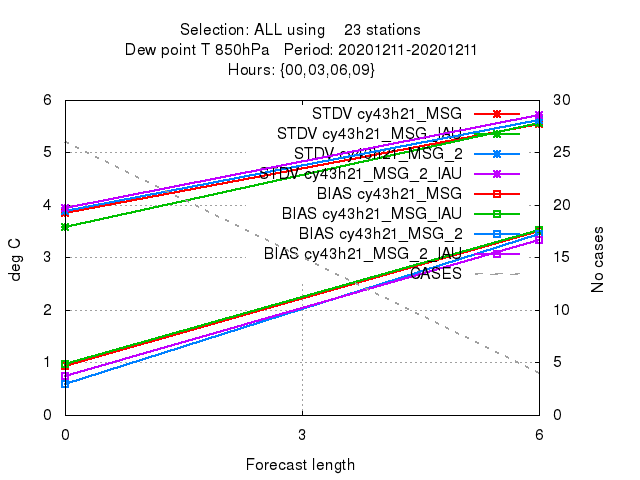 Selection: ALL using 23 stations
Dew point T 850hPa Period: 20201211-20201211
Hours: {00,03,06,09}
STDV cy43h21_MSG
STDV cy43h21_MSG_IAU
STDV cy43h21_MSG_2
STDV cy43h21_MSG_2_IAU
BIAS cy43h21_MSG
BIAS cy43h21_MSG_IAU
BIAS cy43h21_MSG_2
BIAS cy43h21_MSG_2_IAU
CASES
deg C
6
5
4
3
2
1
0
30
25
20
15
10
5
0
No cases
0 3 6
Forecast length